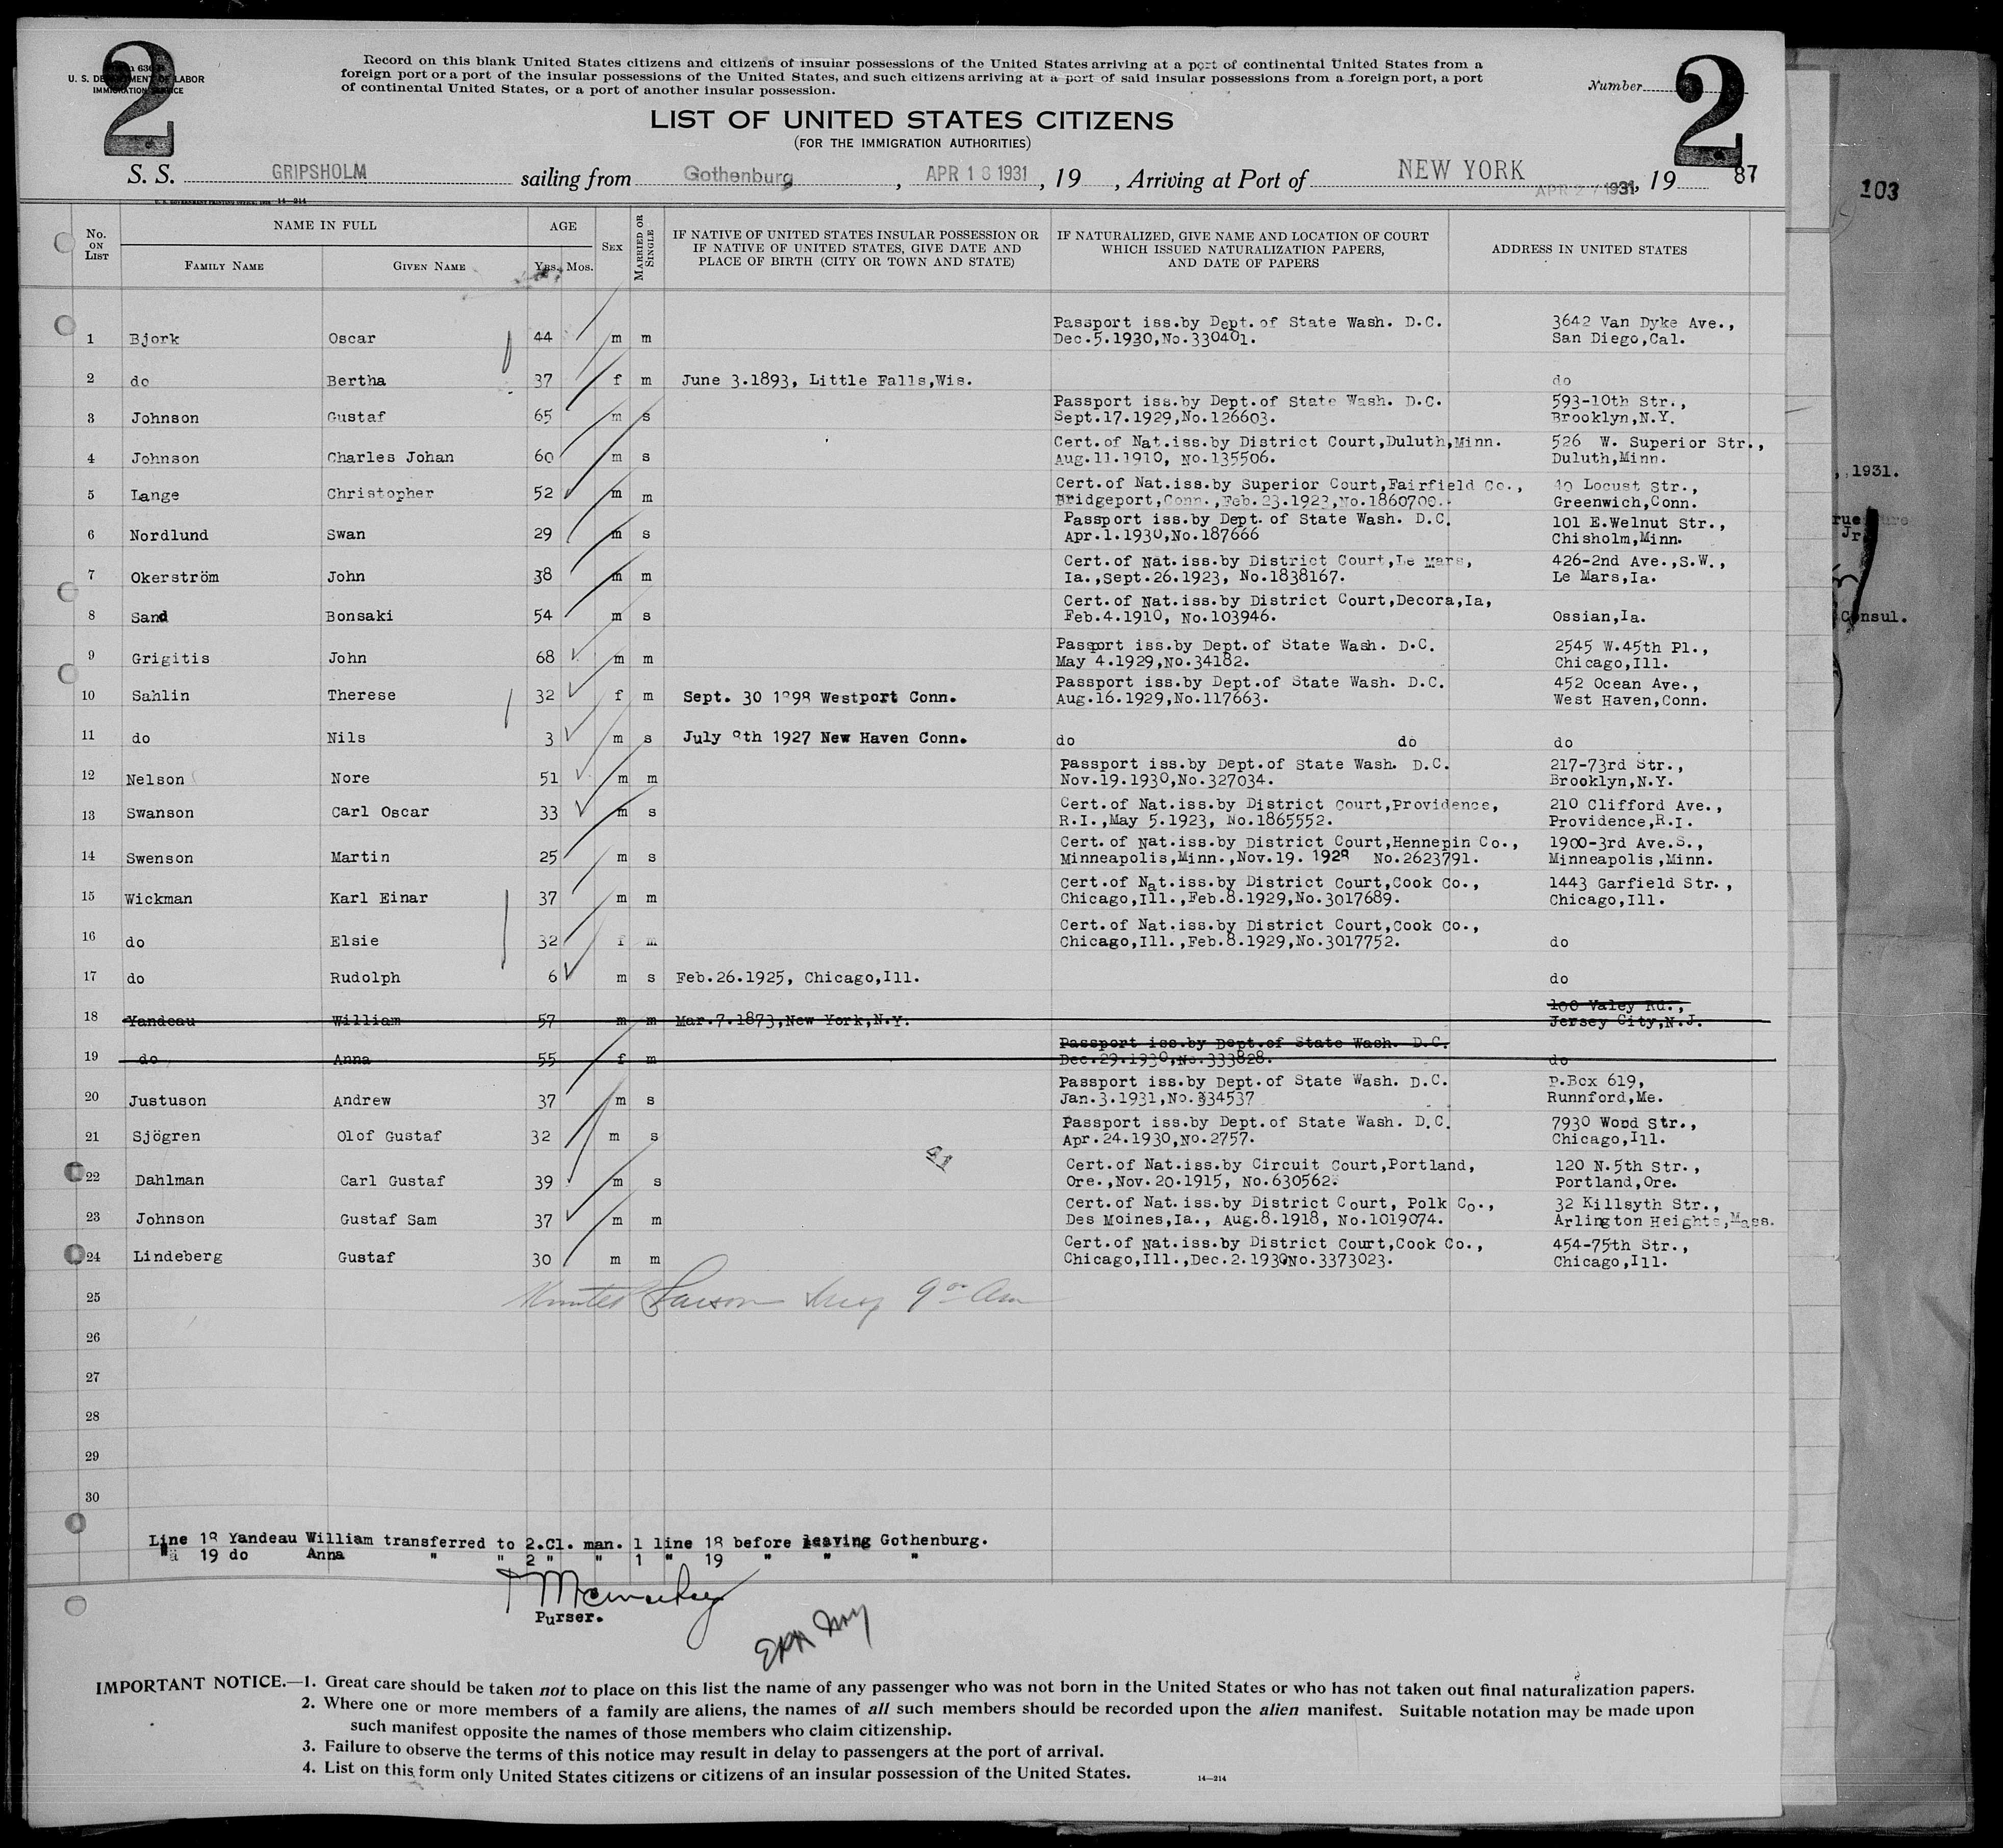 2
2
Form 630 B
U. S. DEPARTMENT OF LABOR
IMMIGRATION SERVICE
Record on this blank United States citizens and citizens of insular possessions of the United States arriving at a port of continental United States from a
foreign port or a port of the insular possessions of the United States, and such citizens arriving at a port of said insular possessions from a foreign port, a port
of continental United States, or a port of another insular possession.
Number
LIST OF UNITED STATES CITIZENS
(FOR THE IMMIGRATION AUTHORITIES)
S. S. GRIPSHOLM sailing from Gothenburg, APR 18 1931, 19 , Arriving at Port of NEW YORK APR 27 1931, 19 87
103
No. ON LIST NAME IN FULL AGE SEX MARRIED OR SINGLE IF NATIVE OF UNITED STATES INSULAR POSSESSION OR IF NATIVE OF UNITED STATES, GIVE DATE AND PLACE OF BIRTH (CITY OR TOWN AND STATE) IF NATURALIZED, GIVE NAME AND LOCATION OF COURT WHICH ISSUED NATURALIZATION PAPERS, AND DATE OF PAPERS ADDRESS IN UNITED STATES
FAMILY NAME GIVEN NAME Yrs. Mos.
Passport iss.by Dept.of State Wash. D.C. 3642 Van Dyke Ave.,
1 Bjork Oscar 44 m m Dec.5.1930,No.330401. San Diego,Cal.
2 do Bertha 37 f m June 3.1893, Little Falls,Wis. do
Passport iss.by Dept.of State Wash. D.C. 593-10th Str.,
3 Johnson Gustaf 65 m s Sept.17.1929,No.126603. Brooklyn,N.Y.
Cert.of Nat.iss.by District Court,Duluth,Minn. 526 W. Superior Str.,
4 Johnson Charles Johan 60 m s Aug.11.1910, No.135506. Duluth,Minn.
Cert.of Nat.iss.by Superior Court,Fairfield Co., 40 Locust Str.,
5 Lange Christopher 52 m m Bridgeport,Conn.,Feb.23.1923,No.1860700. Greenwich,Conn.
Passport iss.by Dept.of State Wash. D.C. 101 E.Welnut Str.,
6 Nordlund Swan 29 m s Apr.1.1930,No.187666 Chisholm,Minn.
Cert.of Nat.iss.by District Court,Le Mars, 426-2nd Ave.,S.W.,
7 Okerström John 38 m m Ia.,Sept.26.1923, No.1838167. Le Mars,Ia.
Cert.of Nat.iss.by District Court,Decora,Ia,
8 Sand Bonsaki 54 m s Feb.4.1910, No.103946. Ossian,Ia.
Passport iss.by Dept.of State Wash. D.C. 2545 W.45th Pl.,
9 Grigitis John 68 m m May 4.1929,No.34182. Chicago,Ill.
Passport iss.by Dept.of State Wash. D.C. 452 Ocean Ave.,
10 Sahlin Therese 32 f m Sept. 30 1898 Westport Conn. Aug.16.1929,No.117663. West Haven,Conn.
11 do Nils 3 m s July 8th 1927 New Haven Conn. do do do
Passport iss.by Dept.of State Wash. D.C. 217-73rd Str.,
12 Nelson Nore 51 m m Nov.19.1930,No.327034. Brooklyn,N.Y.
Cert.of Nat.iss.by District Court,Providence, 210 Clifford Ave.,
13 Swanson Carl Oscar 33 m s R.I.,May 5.1923, No.1865552. Providence,R.I.
Cert.of Nat.iss.by District Court,Hennepin Co., 1900-3rd Ave.S.,
14 Swenson Martin 25 m s Minneapolis,Minn.,Nov.19. 1928 No.2623791. Minneapolis,Minn.
Cert.of Nat.iss.by District Court,Cook Co., 1443 Garfield Str.,
15 Wickman Karl Einar 37 m m Chicago,Ill.,Feb.8.1929,No.3017689. Chicago,Ill.
Cert.of Nat.iss.by District Court,Cook Co.,
16 do Elsie 32 f m Chicago,Ill.,Feb.8.1929,No.3017752. do
17 do Rudolph 6 m s Feb.26.1925, Chicago,Ill. do
100 Valey Rd.,
18 Yandeau William 57 m m Mar.7.1873,New York,N.Y. Jersey City,N.J.
Passport iss.by Dept.of State Wash. D.C.
19 do Anna 55 f m Dec.29.1930,No.333828. do
Passport iss.by Dept.of State Wash. D.C. P.Box 619,
20 Justuson Andrew 37 m s Jan.3.1931,No.334537 Runnford,Me.
Passport iss.by Dept.of State Wash. D.C. 7930 Wood Str.,
21 Sjögren Olof Gustaf 32 m s Apr.24.1930,No.2757. Chicago,Ill.
41
Cert.of Nat.iss.by Circuit Court,Portland, 120 N.5th Str.,
22 Dahlman Carl Gustaf 39 m s Ore.,Nov.20.1915, No.630562. Portland,Ore.
Cert.of Nat.iss.by District Court, Polk Co., 32 Killsyth Str.,
23 Johnson Gustaf Sam 37 m m Des Moines,Ia., Aug.8.1918, No.1019074. Arlington Heights,Mass.
Cert.of Nat.iss.by District Court,Cook Co., 454-75th Str.,
24 Lindeberg Gustaf 30 m m Chicago,Ill.,Dec.2.1930No.3373023. Chicago,Ill.
25 9 00 Am
26
27
28
29
30
Line 18 Yandeau William transferred to 2.Cl. man. 1 line 18 before leaving Gothenburg.
" 19 do Anna " " 2 " " 1 " 19 " " "
Purser.
IMPORTANT NOTICE.—1. Great care should be taken not to place on this list the name of any passenger who was not born in the United States or who has not taken out final naturalization papers.
2. Where one or more members of a family are aliens, the names of all such members should be recorded upon the alien manifest. Suitable notation may be made upon
such manifest opposite the names of those members who claim citizenship.
3. Failure to observe the terms of this notice may result in delay to passengers at the port of arrival.
4. List on this form only United States citizens or citizens of an insular possession of the United States.
14—214
, 1931.
Jr
Consul.